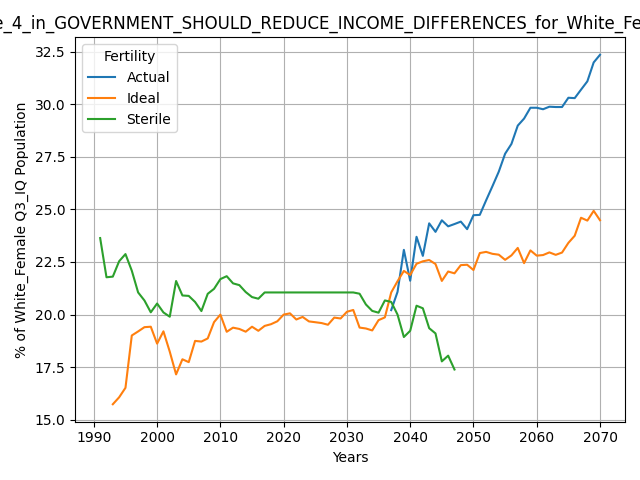 e_4_in_GOVERNMENT_SHOULD_REDUCE_INCOME_DIFFERENCES_for_White_Fe
Fertility
Actual
Ideal
Sterile
% of White_Female Q3_IQ Population
32.5
30.0
27.5
25.0
22.5
20.0
17.5
15.0
1990 2000 2010 2020 2030 2040 2050 2060 2070
Years